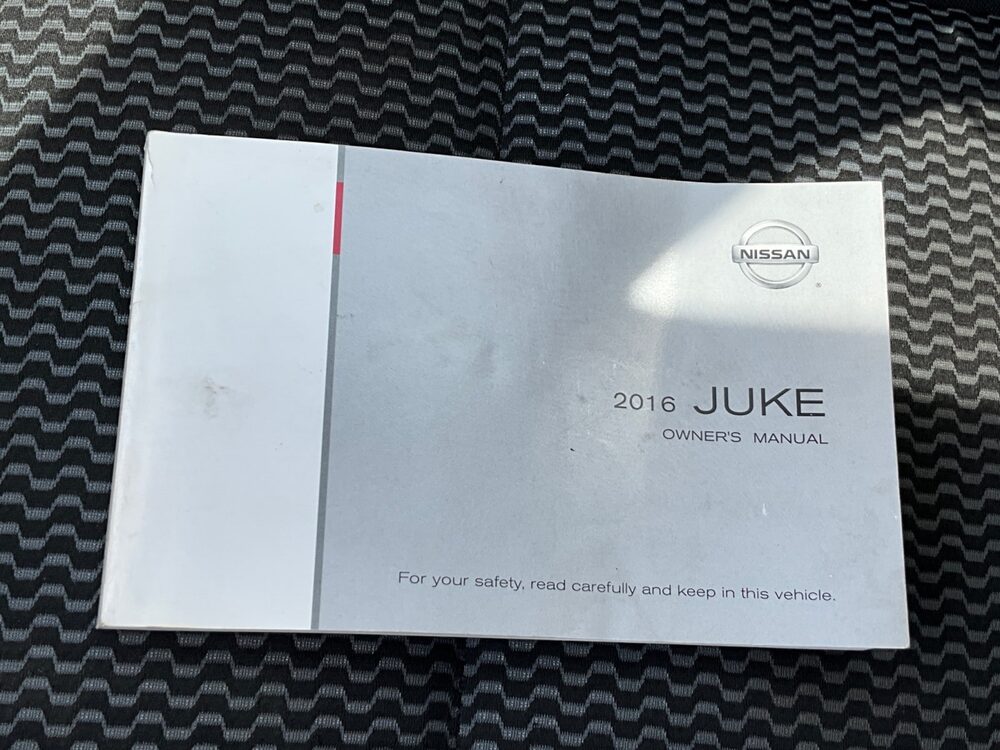 NISSAN
®
2016 JUKE
OWNER'S MANUAL
For your safety, read carefully and keep in this vehicle.